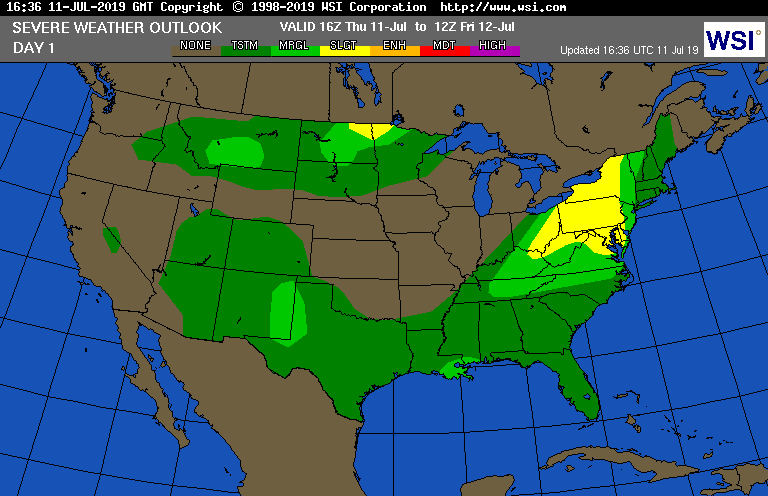 16:36 11-JUL-2019 GMT Copyright © 1998-2019 WSI Corporation http://www.wsi.com
SEVERE WEATHER OUTLOOK VALID 16Z Thu 11-Jul to 12Z Fri 12-Jul
DAY 1
NONE TSTM MRGL SLGT ENH MDT HIGH
Updated 16:36 UTC 11 Jul 19
WSI